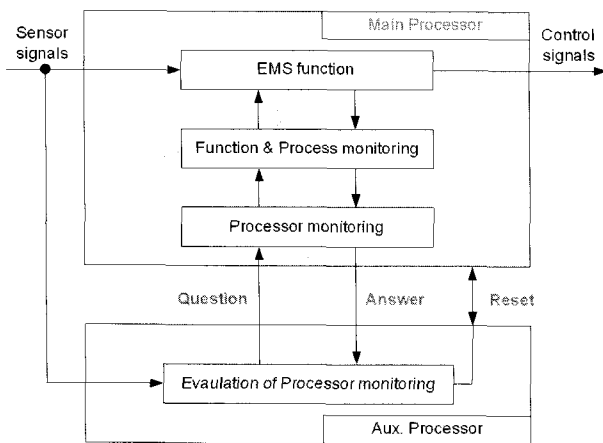 Main Processor
Sensor
signals
Control
signals
EMS function
Function & Process monitoring
Processor monitoring
Question
Answer
Reset
Evaulation of Processor monitoring
Aux. Processor